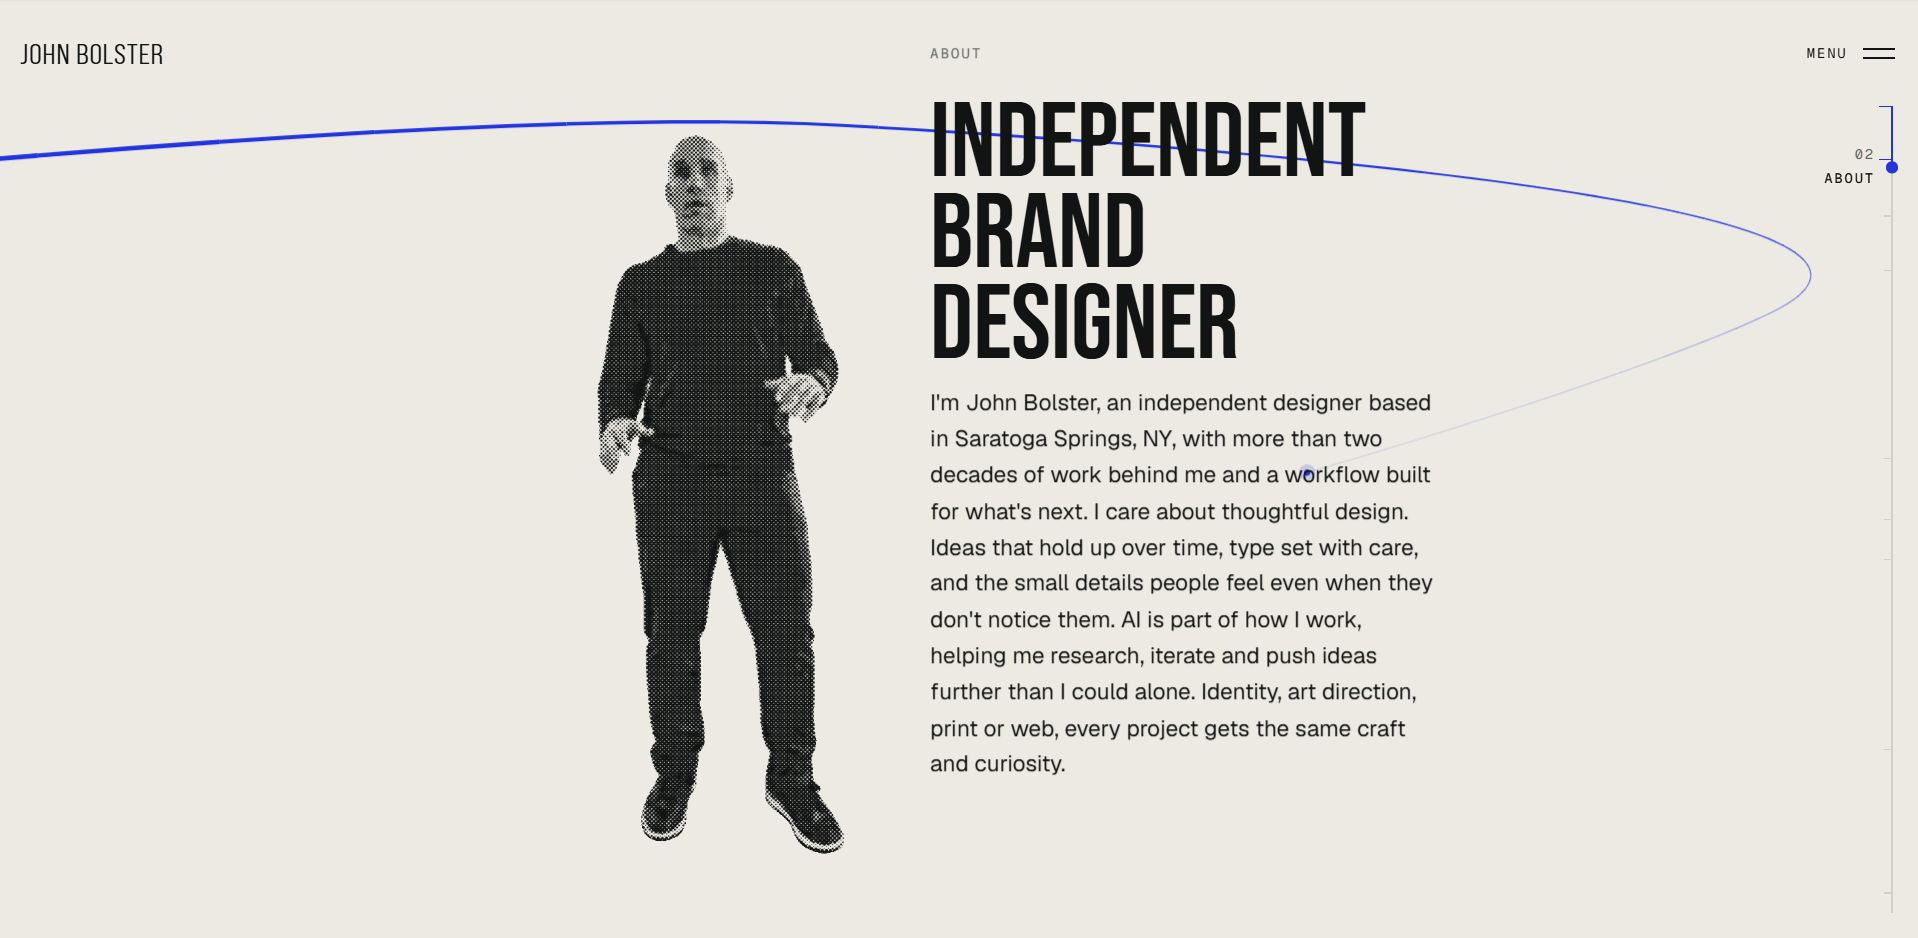 JOHN BOLSTER
ABOUT
MENU
INDEPENDENT
BRAND
DESIGNER
02
ABOUT
I'm John Bolster, an independent designer based
in Saratoga Springs, NY, with more than two
decades of work behind me and a workflow built
for what's next. I care about thoughtful design.
Ideas that hold up over time, type set with care,
and the small details people feel even when they
don't notice them. AI is part of how I work,
helping me research, iterate and push ideas
further than I could alone. Identity, art direction,
print or web, every project gets the same craft
and curiosity.